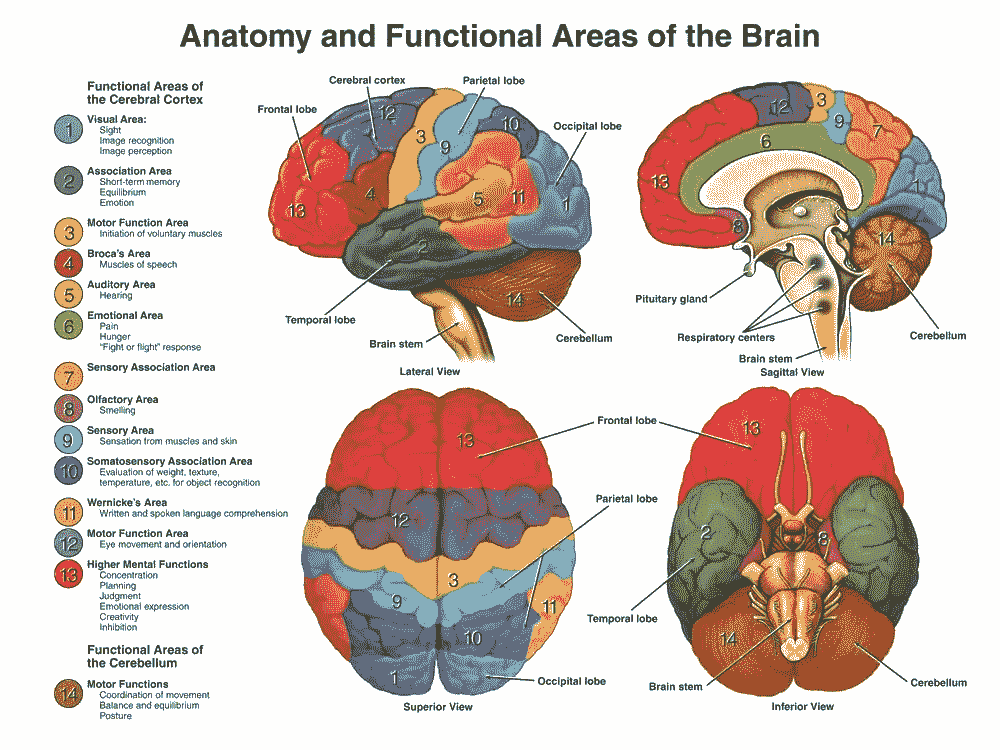 Anatomy and Functional Areas of the Brain
Functional Areas of
the Cerebral Cortex
1
Visual Area:
Sight
Image recognition
Image perception
2
Association Area
Short-term memory
Equilibrium
Emotion
3
Motor Function Area
Initiation of voluntary muscles
4
Broca's Area
Muscles of speech
5
Auditory Area
Hearing
6
Emotional Area
Pain
Hunger
"Fight or flight" response
7
Sensory Association Area
8
Olfactory Area
Smelling
9
Sensory Area
Sensation from muscles and skin
10
Somatosensory Association Area
Evaluation of weight, texture,
temperature, etc. for object recognition
11
Wernicke's Area
Written and spoken language comprehension
12
Motor Function Area
Eye movement and orientation
13
Higher Mental Functions
Concentration
Planning
Judgment
Emotional expression
Creativity
Inhibition
Functional Areas of
the Cerebellum
14
Motor Functions
Coordination of movement
Balance and equilibrium
Posture
Cerebral cortex
Parietal lobe
Frontal lobe
Occipital lobe
12
3
10
9
4
5
11
13
1
2
14
Temporal lobe
Brain stem
Cerebellum
Lateral View
12
3
9
7
6
13
1
8
14
Pituitary gland
Respiratory centers
Cerebellum
Brain stem
Sagittal View
13
Frontal lobe
Parietal lobe
12
3
9
11
10
1
Temporal lobe
Occipital lobe
Superior View
13
2
8
14
Brain stem
Cerebellum
Inferior View